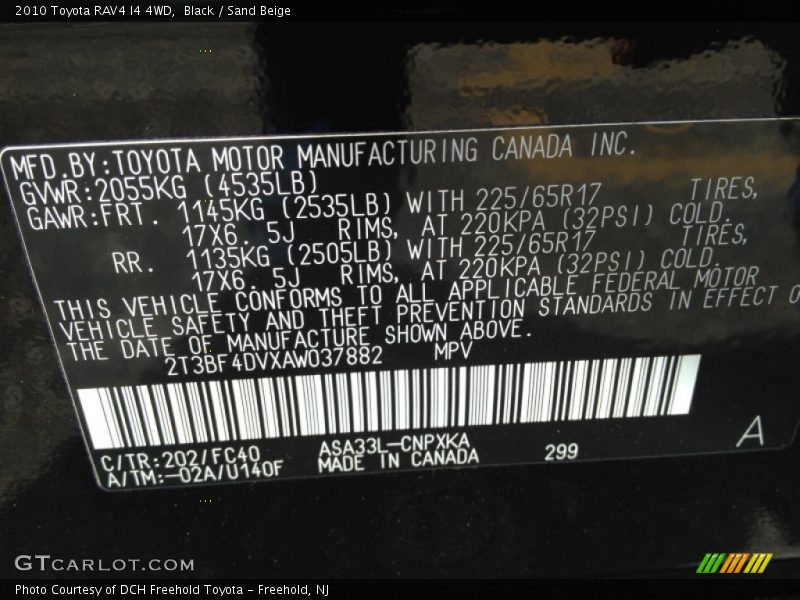 2010 Toyota RAV4 I4 4WD, Black / Sand Beige
MFD.BY:TOYOTA MOTOR MANUFACTURING CANADA INC.
GVWR:2055KG (4535LB)
GAWR:FRT. 1145KG (2535LB) WITH 225/65R17 TIRES,
17X6.5J RIMS, AT 220KPA (32PSI) COLD.
RR. 1135KG (2505LB) WITH 225/65R17 TIRES,
17X6.5J RIMS, AT 220KPA (32PSI) COLD.
THIS VEHICLE CONFORMS TO ALL APPLICABLE FEDERAL MOTOR
VEHICLE SAFETY AND THEFT PREVENTION STANDARDS IN EFFECT O
THE DATE OF MANUFACTURE SHOWN ABOVE.
2T3BF4DVXAW037882 MPV
C/TR:202/FC40 ASA33L-CNPXKA 299 A
A/TM:-02A/U140F MADE IN CANADA
GTCARLOT.COM
Photo Courtesy of DCH Freehold Toyota - Freehold, NJ